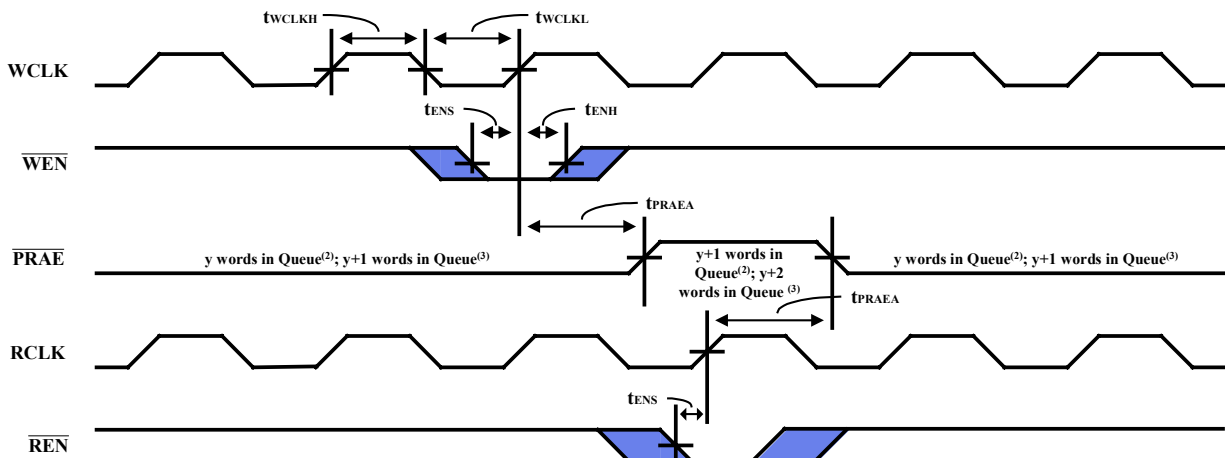 tWCLKH
tWCLKL
WCLK
tENS
tENH
WEN
tPRAEA
PRAE
y words in Queue(2); y+1 words in Queue(3)
y+1 words in
Queue(2); y+2
words in Queue (3)
y words in Queue(2); y+1 words in Queue(3)
tPRAEA
RCLK
tENS
REN